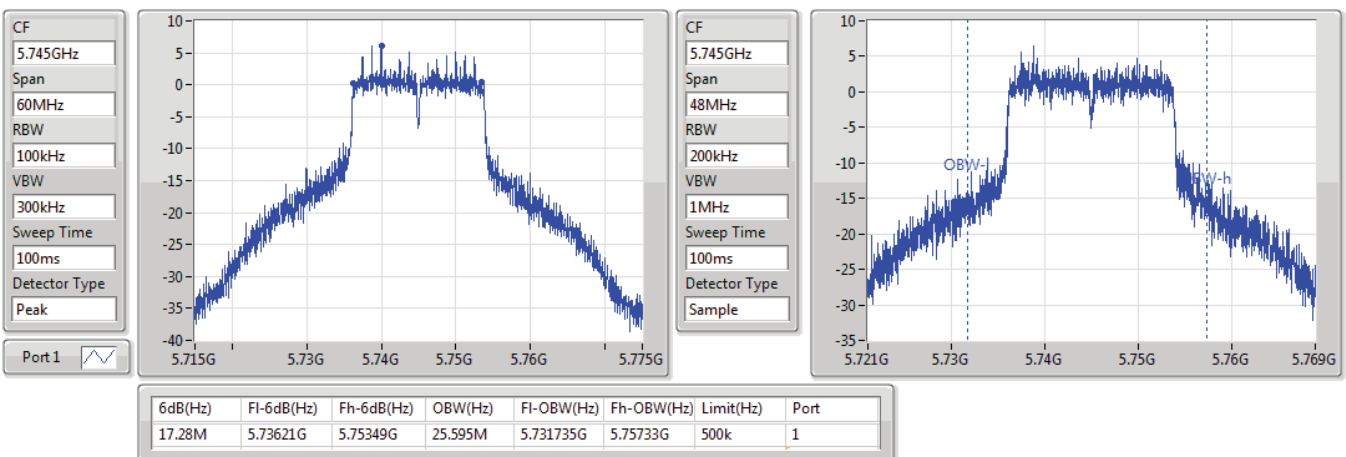 CF
5.745GHz
Span
60MHz
RBW
100kHz
VBW
300kHz
Sweep Time
100ms
Detector Type
Peak
Port 1
10
5
0
-5
-10
-15
-20
-25
-30
-35
-40
5.715G 5.73G 5.74G 5.75G 5.76G 5.775G
CF
5.745GHz
Span
48MHz
RBW
200kHz
VBW
1MHz
Sweep Time
100ms
Detector Type
Sample
10
5
0
-5
-10
-15
-20
-25
-30
-35
OBW-l
5.721G 5.73G 5.74G 5.75G 5.76G 5.769G
6dB(Hz) Fl-6dB(Hz) Fh-6dB(Hz) OBW(Hz) Fl-OBW(Hz) Fh-OBW(Hz) Limit(Hz) Port
17.28M 5.73621G 5.75349G 25.595M 5.731735G 5.75733G 500k 1